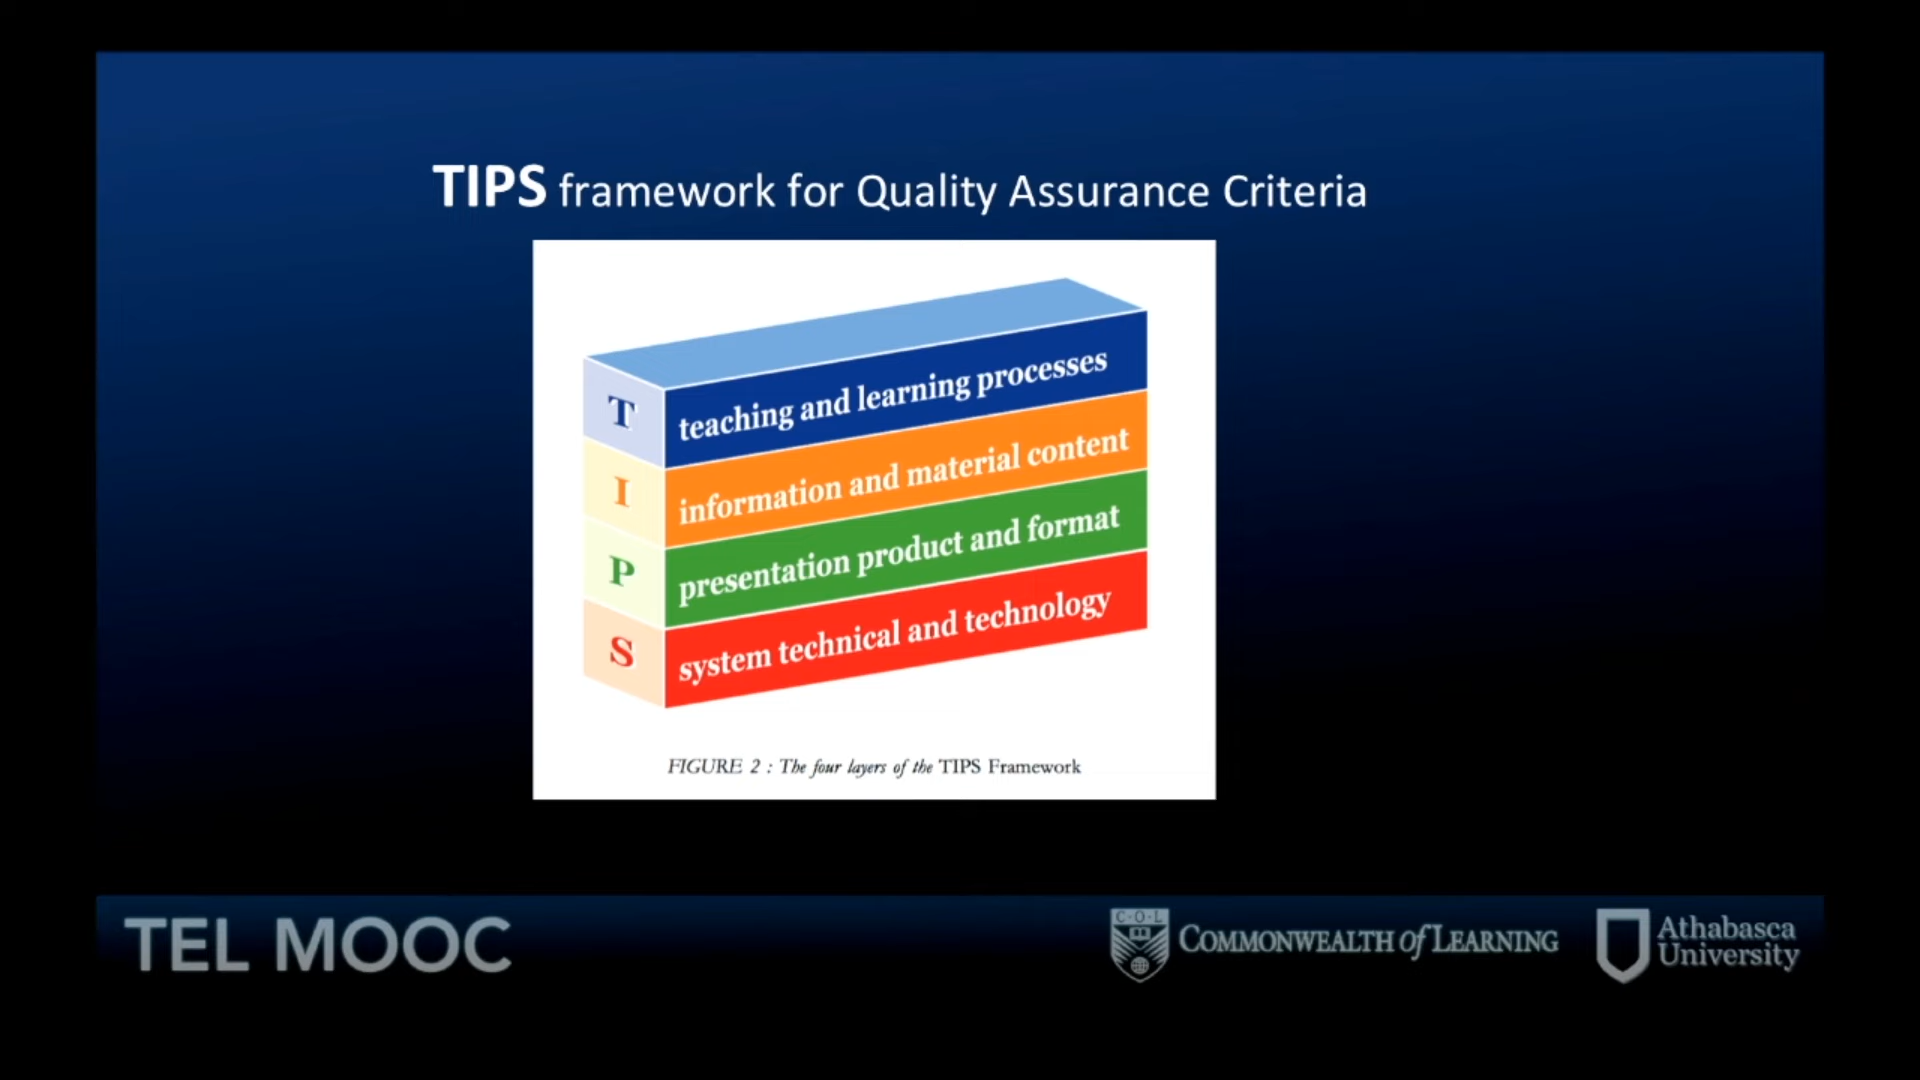 TIPS framework for Quality Assurance Criteria
T teaching and learning processes
I information and material content
P presentation product and format
S system technical and technology
FIGURE 2 : The four layers of the TIPS Framework
TEL MOOC
C·O·L
COMMONWEALTH of LEARNING
Athabasca
University